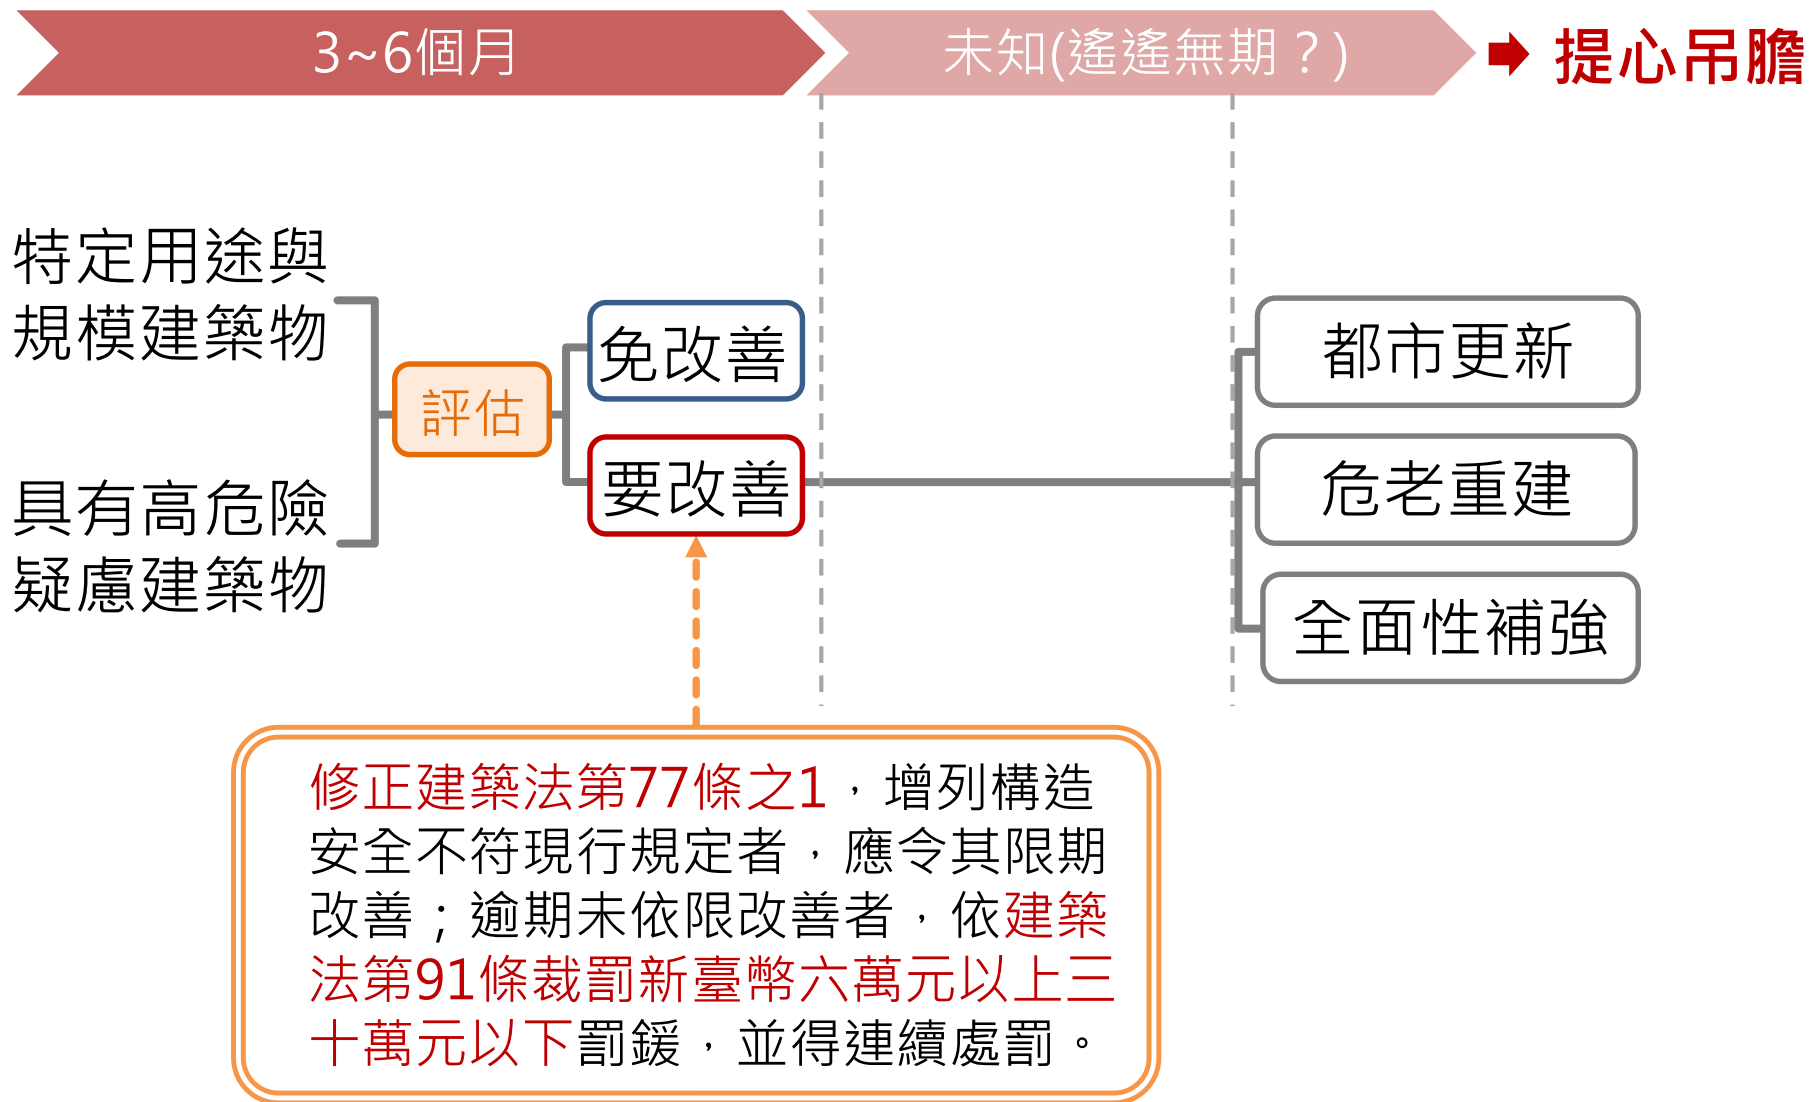 3~6個月
未知(遙遙無期？)
提心吊膽
特定用途與
規模建築物
具有高危險
疑慮建築物
評估
免改善
要改善
都市更新
危老重建
全面性補強
修正建築法第77條之1，增列構造
安全不符現行規定者，應令其限期
改善；逾期未依限改善者，依建築
法第91條裁罰新臺幣六萬元以上三
十萬元以下罰鍰，並得連續處罰。